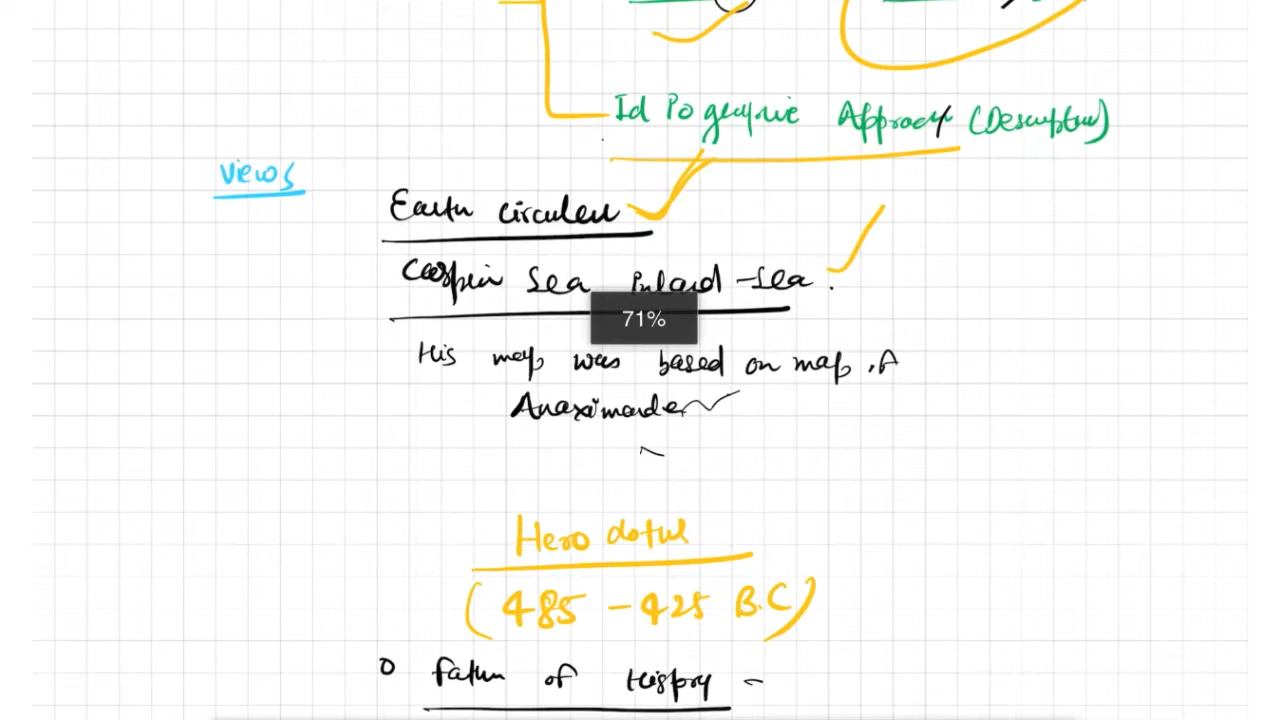 Idiographic Approach (Descriptive)
Views
Earth circular
Caspian Sea Inland-Sea.
71%
His map was based on map of
Anaximander
Herodotus
(485 - 425 B.C)
Father of History -